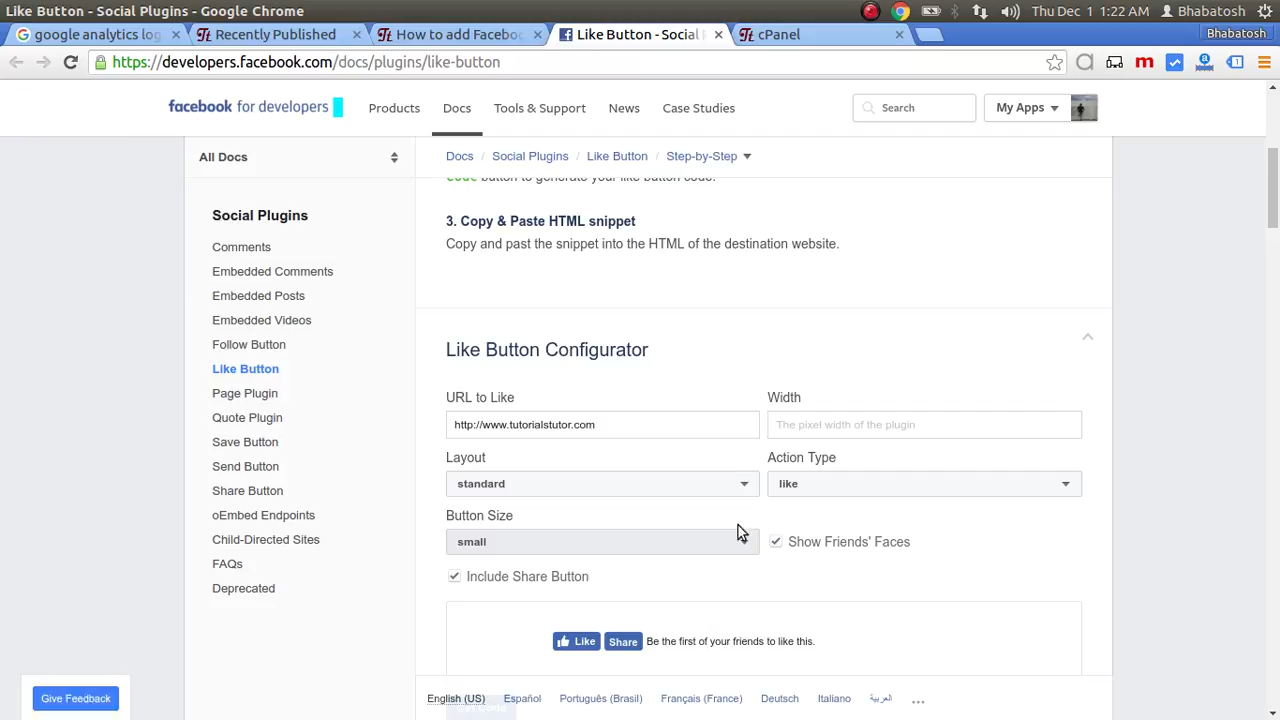 Like Button - Social Plugins - Google Chrome
Thu Dec 1 1:22 AM
Bhabatosh
google analytics log
Recently Published
How to add Facebo
Like Button - Social
cPanel
Bhabatosh
https://developers.facebook.com/docs/plugins/like-button
facebook for developers
Products
Docs
Tools & Support
News
Case Studies
Search
My Apps
All Docs
Docs / Social Plugins / Like Button / Step-by-Step
Social Plugins
Comments
Embedded Comments
Embedded Posts
Embedded Videos
Follow Button
Like Button
Page Plugin
Quote Plugin
Save Button
Send Button
Share Button
oEmbed Endpoints
Child-Directed Sites
FAQs
Deprecated
Code button to generate your like button code.
3. Copy & Paste HTML snippet
Copy and past the snippet into the HTML of the destination website.
Like Button Configurator
URL to Like
Width
http://www.tutorialstutor.com
The pixel width of the plugin
Layout
Action Type
standard
like
Button Size
small
Show Friends' Faces
Include Share Button
Like
Share
Be the first of your friends to like this.
Give Feedback
English (US)
Español
Português (Brasil)
Français (France)
Deutsch
Italiano
العربية
...
Get Code